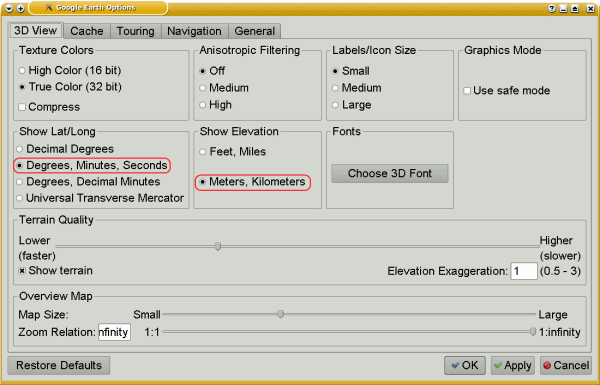 Google Earth Options
3D View Cache Touring Navigation General
Texture Colors
High Color (16 bit)
True Color (32 bit)
Compress
Anisotropic Filtering
Off
Medium
High
Labels/Icon Size
Small
Medium
Large
Graphics Mode
Use safe mode
Show Lat/Long
Decimal Degrees
Degrees, Minutes, Seconds
Degrees, Decimal Minutes
Universal Transverse Mercator
Show Elevation
Feet, Miles
Meters, Kilometers
Fonts
Choose 3D Font
Terrain Quality
Lower Higher
(faster) (slower)
Show terrain Elevation Exaggeration: 1 (0.5 - 3)
Overview Map
Map Size: Small Large
Zoom Relation: nfinity 1:1 1:infinity
Restore Defaults OK Apply Cancel